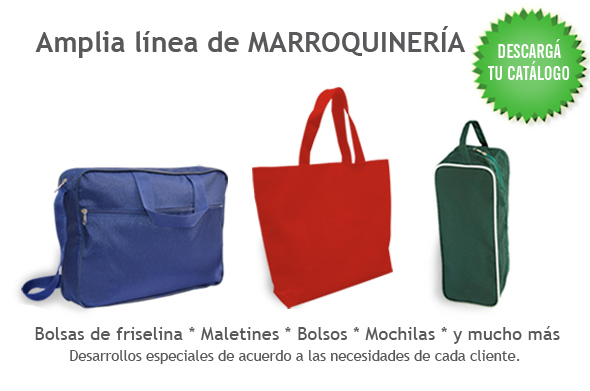 Amplia línea de MARROQUINERÍA
DESCARGÁ
TU CATÁLOGO
Bolsas de friselina * Maletines * Bolsos * Mochilas * y mucho más
Desarrollos especiales de acuerdo a las necesidades de cada cliente.